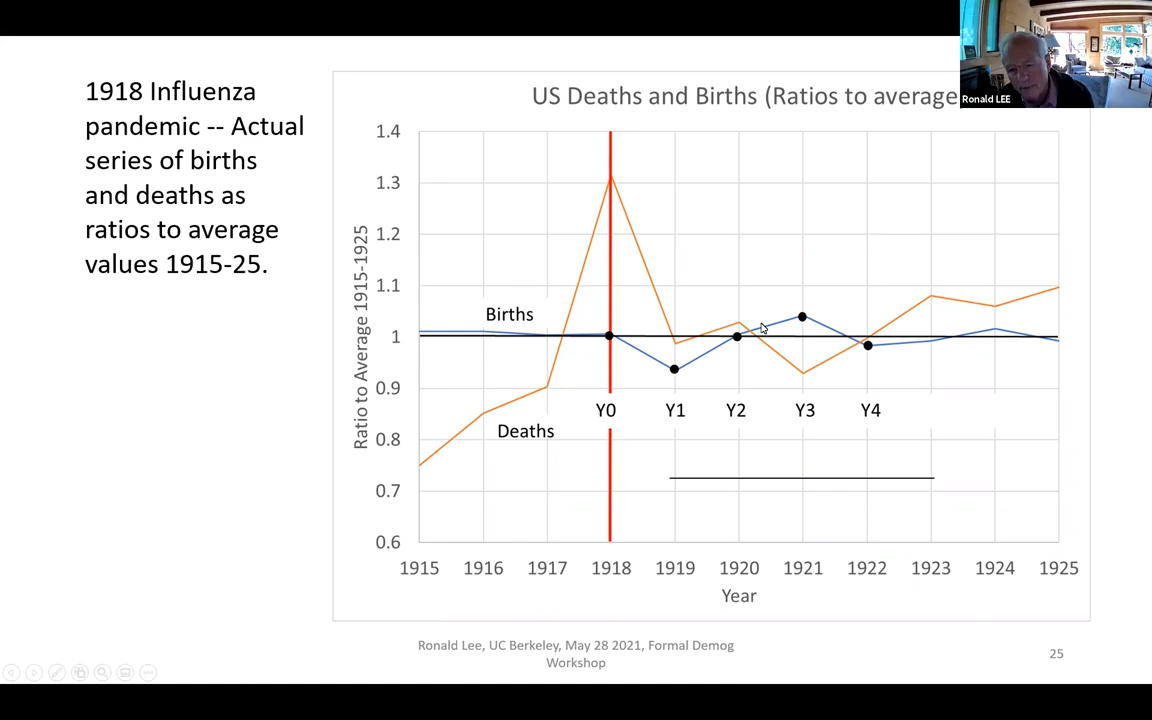 1918 Influenza
pandemic -- Actual
series of births
and deaths as
ratios to average
values 1915-25.
US Deaths and Births (Ratios to average
Ronald LEE
Ratio to Average 1915-1925
1.4
1.3
1.2
1.1
1
0.9
0.8
0.7
0.6
Births
Deaths
Y0 Y1 Y2 Y3 Y4
1915 1916 1917 1918 1919 1920 1921 1922 1923 1924 1925
Year
Ronald Lee, UC Berkeley, May 28 2021, Formal Demog
Workshop
25